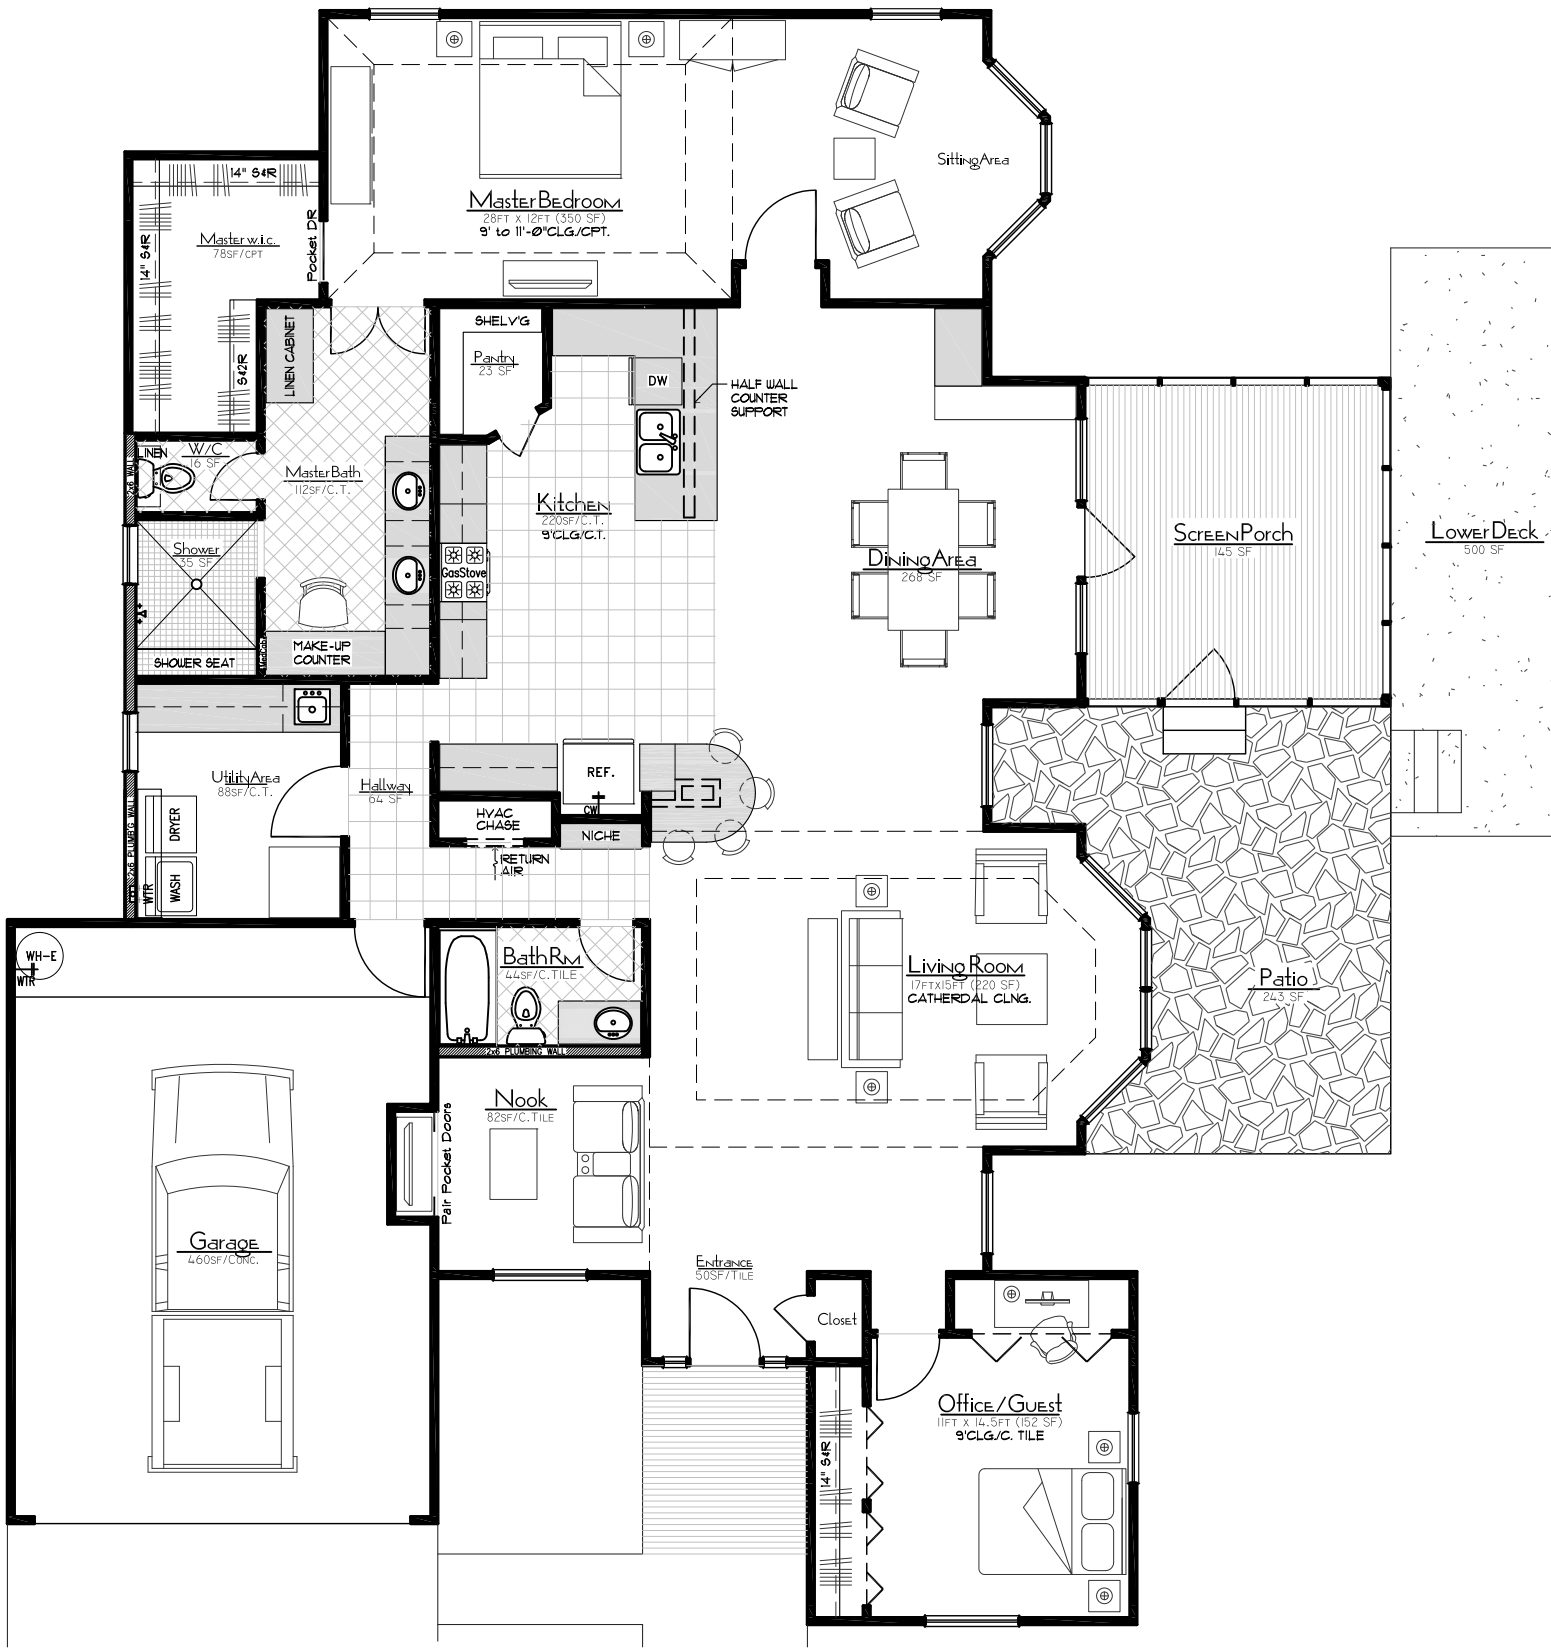 Sitting Area
14" S&R
Master Bedroom
28FT X 12FT (350 SF)
9' to 11'-0"CLG./CPT.
Pocket DR
Master w.i.c.
78SF/CPT
14" S&R
S&2R
LINEN CABINET
SHELV'G
Pantry
23 SF
DW
HALF WALL
COUNTER
SUPPORT
LINEN
W/C
16 SF
2x6 WALL
Master Bath
112SF/C.T.
Kitchen
220SF/C.T.
9'CLG/C.T.
Shower
35 SF
Gas Stove
Dining Area
268 SF
Screen Porch
145 SF
Lower Deck
500 SF
SHOWER SEAT
MedCab
MAKE-UP
COUNTER
Utility Area
88SF/C.T.
Hallway
64 SF
REF.
CW
HVAC
CHASE
NICHE
RETURN
AIR
DRYER
WASH
WTR
2x6 PLUMB'G WALL
WH-E
WTR
Bath Rm
44SF/C.TILE
2x6 PLUMBING WALL
Living Room
17FTX15FT (220 SF)
CATHERDAL CLNG.
Patio
243 SF
Nook
82SF/C.TILE
Pair Pocket Doors
Garage
460SF/CONC.
Entrance
50SF/TILE
Closet
Office/Guest
11FT X 14.5FT (152 SF)
9'CLG./C. TILE
14" S&R